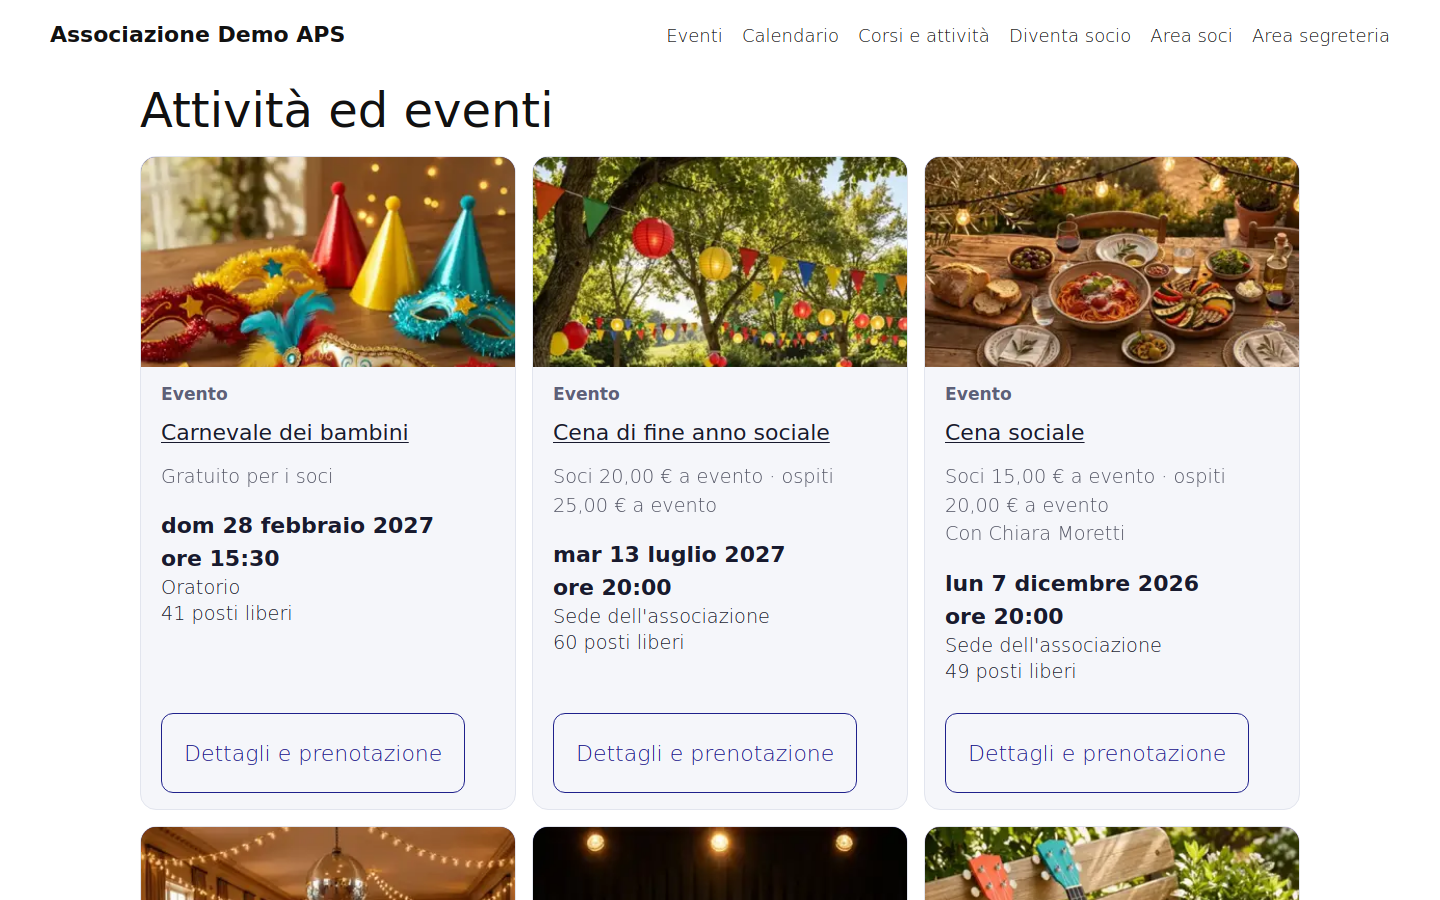 Associazione Demo APS
Eventi Calendario Corsi e attività Diventa socio Area soci Area segreteria
Attività ed eventi
Evento
Carnevale dei bambini
Gratuito per i soci
dom 28 febbraio 2027
ore 15:30
Oratorio
41 posti liberi
Dettagli e prenotazione
Evento
Cena di fine anno sociale
Soci 20,00 € a evento · ospiti
25,00 € a evento
mar 13 luglio 2027
ore 20:00
Sede dell'associazione
60 posti liberi
Dettagli e prenotazione
Evento
Cena sociale
Soci 15,00 € a evento · ospiti
20,00 € a evento
Con Chiara Moretti
lun 7 dicembre 2026
ore 20:00
Sede dell'associazione
49 posti liberi
Dettagli e prenotazione